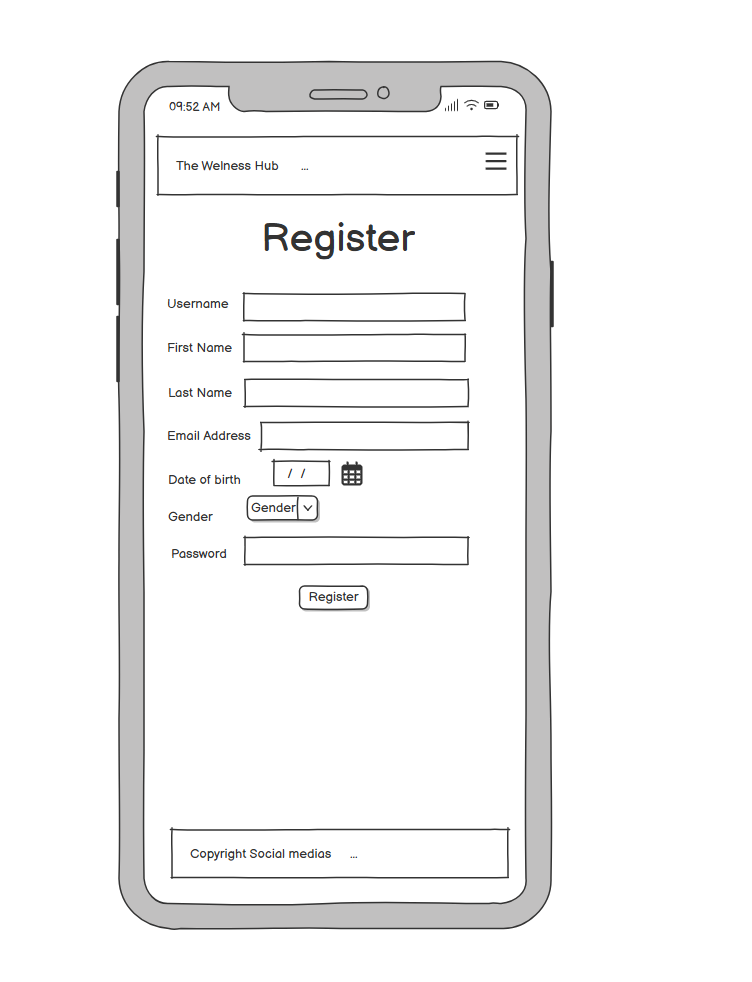 09:52 AM
The Welness Hub ...
Register
Username
First Name
Last Name
Email Address
Date of birth / /
Gender Gender
Password
Register
Copyright Social medias ...